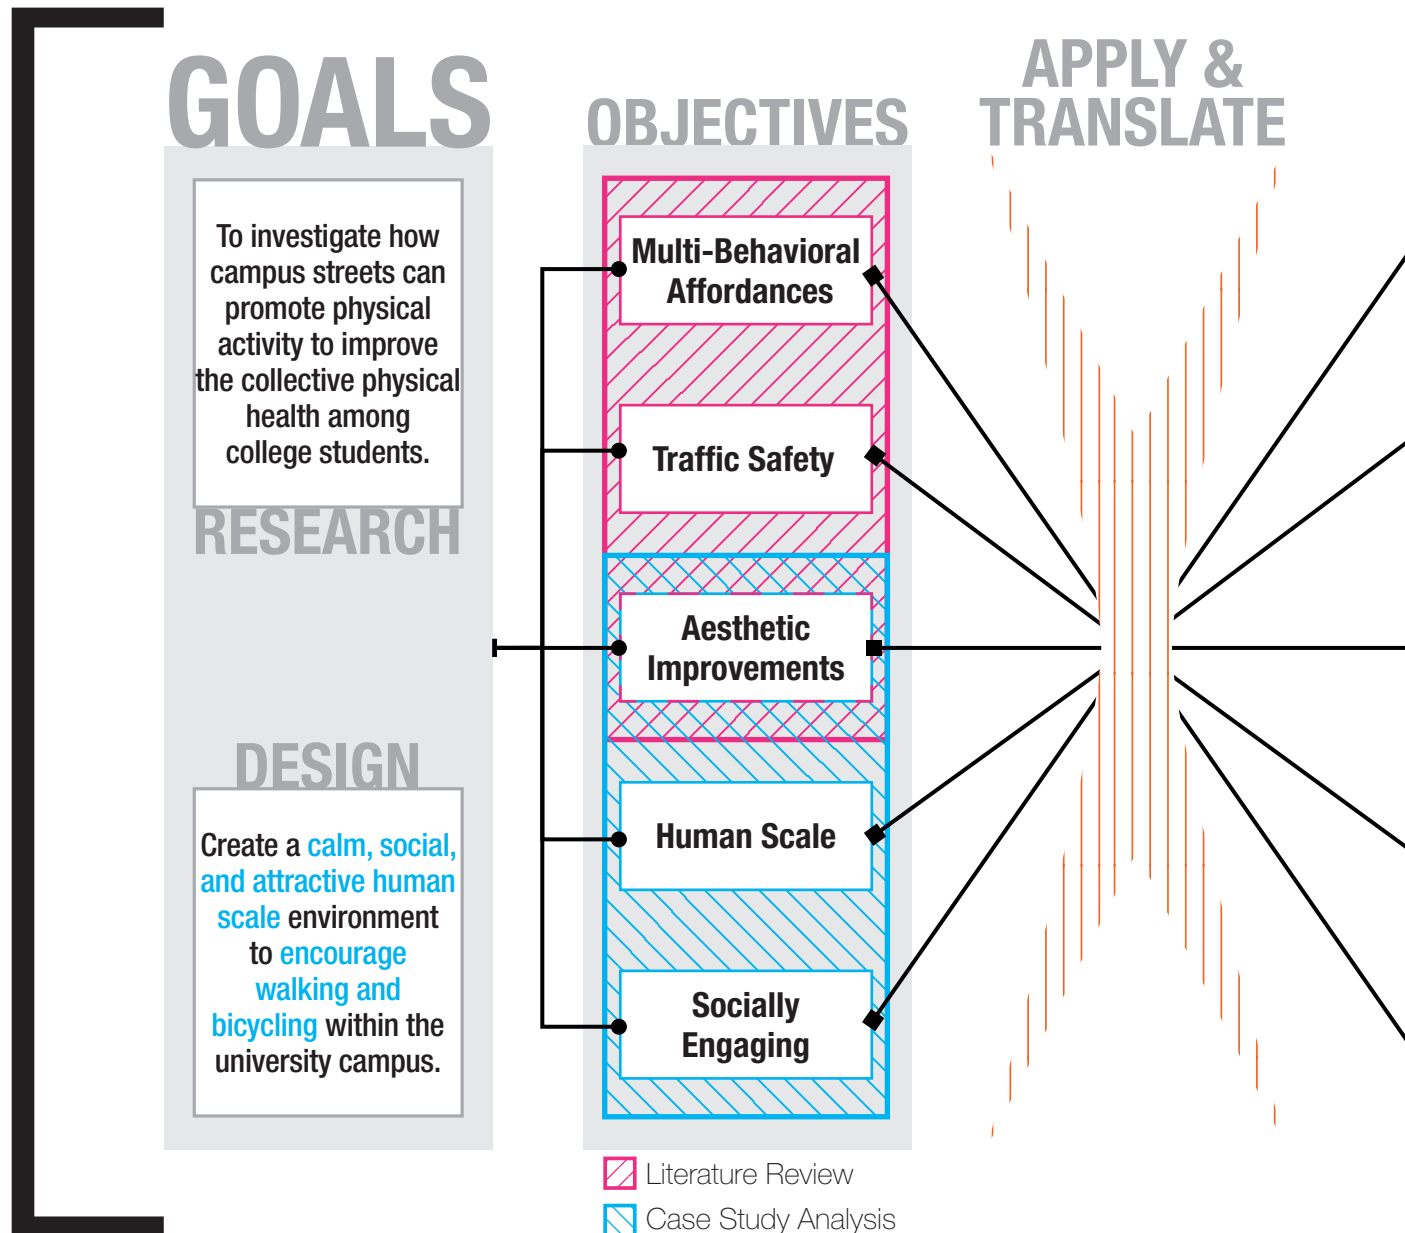 GOALS
To investigate how
campus streets can
promote physical
activity to improve
the collective physical
health among
college students.
RESEARCH
DESIGN
Create a calm, social,
and attractive human
scale environment
to encourage
walking and
bicycling within the
university campus.
OBJECTIVES
Multi-Behavioral
Affordances
Traffic Safety
Aesthetic
Improvements
Human Scale
Socially
Engaging
Literature Review
Case Study Analysis
APPLY &
TRANSLATE